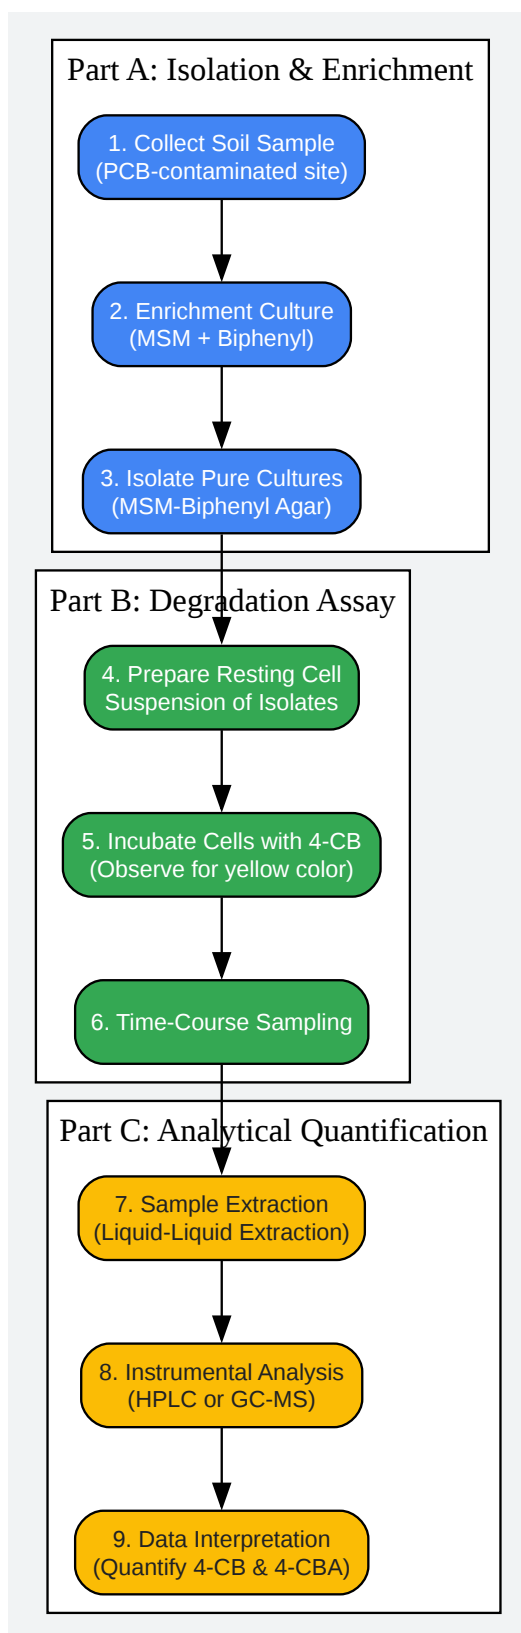 Part A: Isolation & Enrichment
1. Collect Soil Sample
(PCB-contaminated site)
2. Enrichment Culture
(MSM + Biphenyl)
3. Isolate Pure Cultures
(MSM-Biphenyl Agar)
Part B: Degradation Assay
4. Prepare Resting Cell
Suspension of Isolates
5. Incubate Cells with 4-CB
(Observe for yellow color)
6. Time-Course Sampling
Part C: Analytical Quantification
7. Sample Extraction
(Liquid-Liquid Extraction)
8. Instrumental Analysis
(HPLC or GC-MS)
9. Data Interpretation
(Quantify 4-CB & 4-CBA)